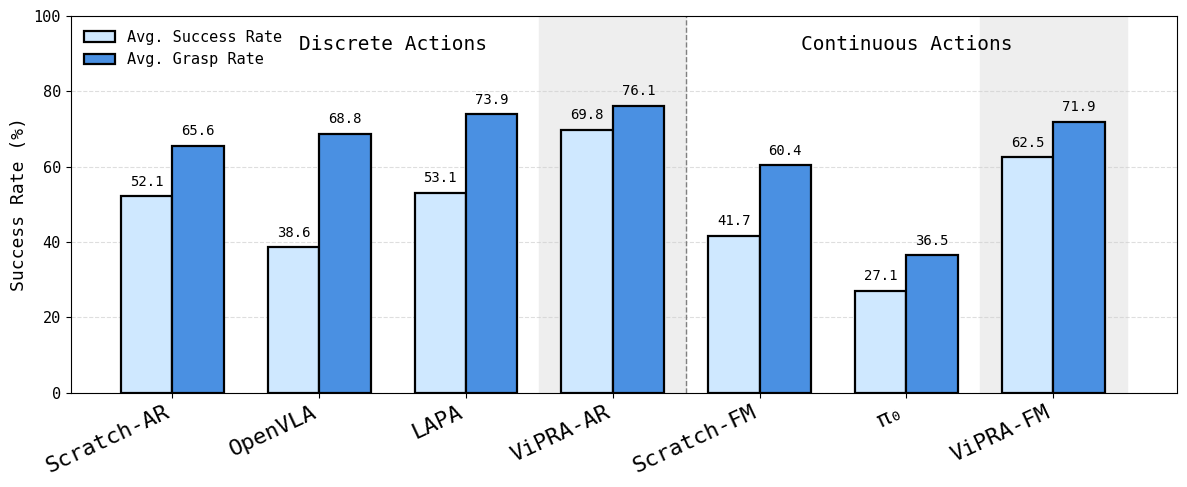 100
80
60
40
20
0
Success Rate (%)
Avg. Success Rate
Avg. Grasp Rate
Discrete Actions
Continuous Actions
52.1
65.6
38.6
68.8
53.1
73.9
69.8
76.1
41.7
60.4
27.1
36.5
62.5
71.9
Scratch-AR
OpenVLA
LAPA
ViPRA-AR
Scratch-FM
π₀
ViPRA-FM